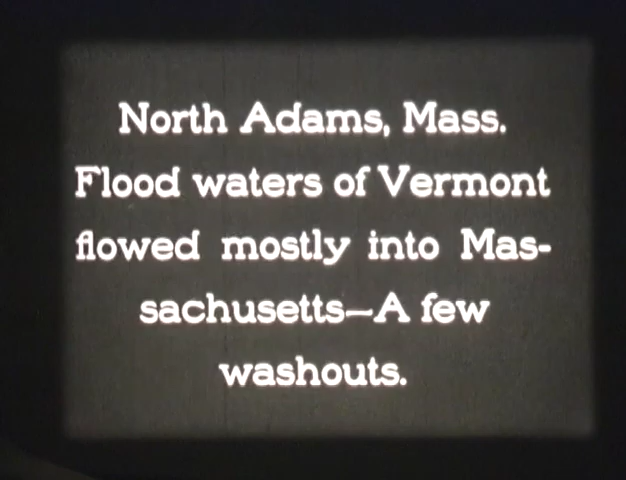 North Adams, Mass.
Flood waters of Vermont
flowed mostly into Mas-
sachusetts—A few
washouts.